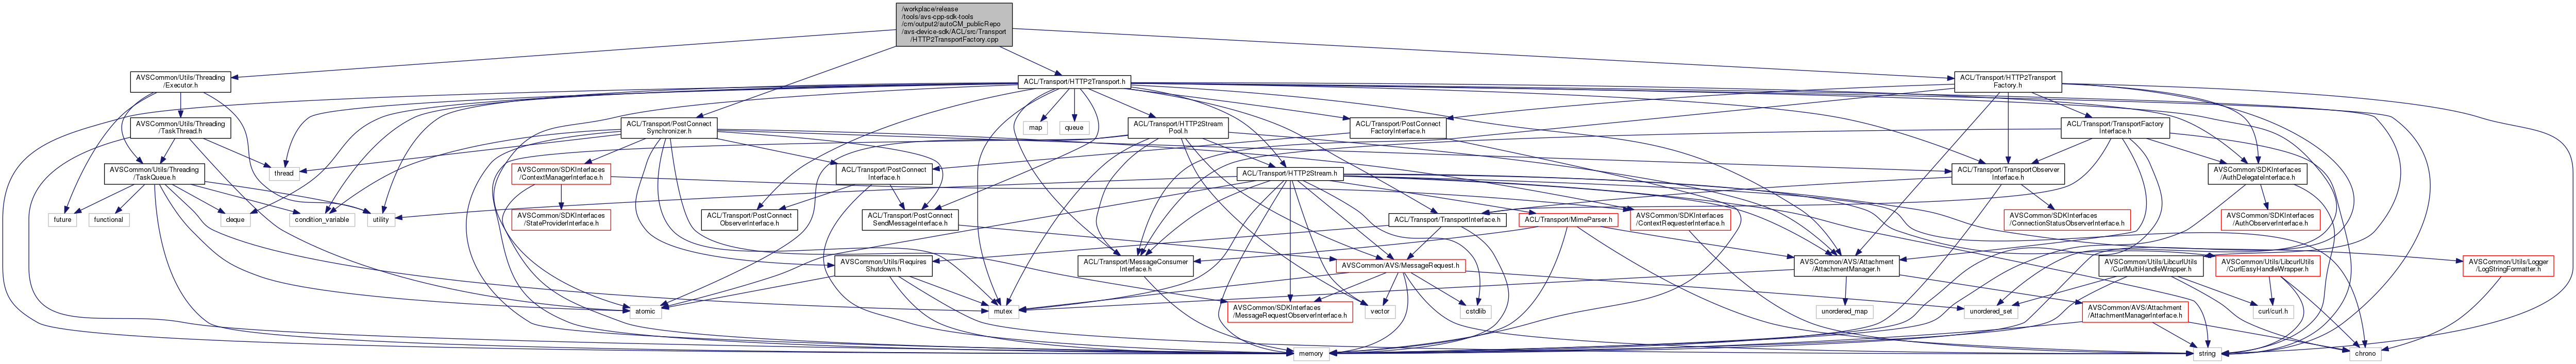 /workplace/release
/tools/avs-cpp-sdk-tools
/cm/output2/autoCM_publicRepo
/avs-device-sdk/ACL/src/Transport
/HTTP2TransportFactory.cpp
AVSCommon/Utils/Threading
/Executor.h
ACL/Transport/HTTP2Transport.h
ACL/Transport/HTTP2Transport
Factory.h
AVSCommon/Utils/Threading
/TaskThread.h
ACL/Transport/PostConnect
Synchronizer.h
map
queue
ACL/Transport/HTTP2Stream
Pool.h
ACL/Transport/PostConnect
FactoryInterface.h
ACL/Transport/TransportFactory
Interface.h
AVSCommon/Utils/Threading
/TaskQueue.h
thread
AVSCommon/SDKInterfaces
/ContextManagerInterface.h
ACL/Transport/PostConnect
Interface.h
ACL/Transport/HTTP2Stream.h
ACL/Transport/TransportObserver
Interface.h
AVSCommon/SDKInterfaces
/AuthDelegateInterface.h
future
functional
deque
condition_variable
utility
AVSCommon/SDKInterfaces
/StateProviderInterface.h
ACL/Transport/PostConnect
ObserverInterface.h
ACL/Transport/PostConnect
SendMessageInterface.h
ACL/Transport/TransportInterface.h
ACL/Transport/MimeParser.h
AVSCommon/SDKInterfaces
/ContextRequesterInterface.h
AVSCommon/SDKInterfaces
/ConnectionStatusObserverInterface.h
AVSCommon/SDKInterfaces
/AuthObserverInterface.h
AVSCommon/Utils/Requires
Shutdown.h
ACL/Transport/MessageConsumer
Interface.h
AVSCommon/AVS/MessageRequest.h
AVSCommon/AVS/Attachment
/AttachmentManager.h
AVSCommon/Utils/LibcurlUtils
/CurlMultiHandleWrapper.h
AVSCommon/Utils/LibcurlUtils
/CurlEasyHandleWrapper.h
AVSCommon/Utils/Logger
/LogStringFormatter.h
atomic
mutex
AVSCommon/SDKInterfaces
/MessageRequestObserverInterface.h
vector
cstdlib
unordered_map
unordered_set
AVSCommon/AVS/Attachment
/AttachmentManagerInterface.h
curl/curl.h
memory
string
chrono